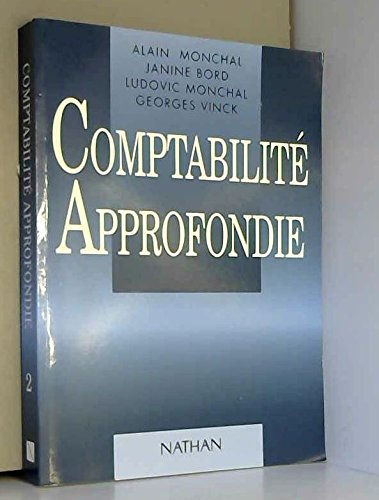 ALAIN MONCHAL
JANINE BORD
LUDOVIC MONCHAL
GEORGES VINCK
COMPTABILITÉ
APPROFONDIE
NATHAN
COMPTABILITÉ APPROFONDIE
2
N